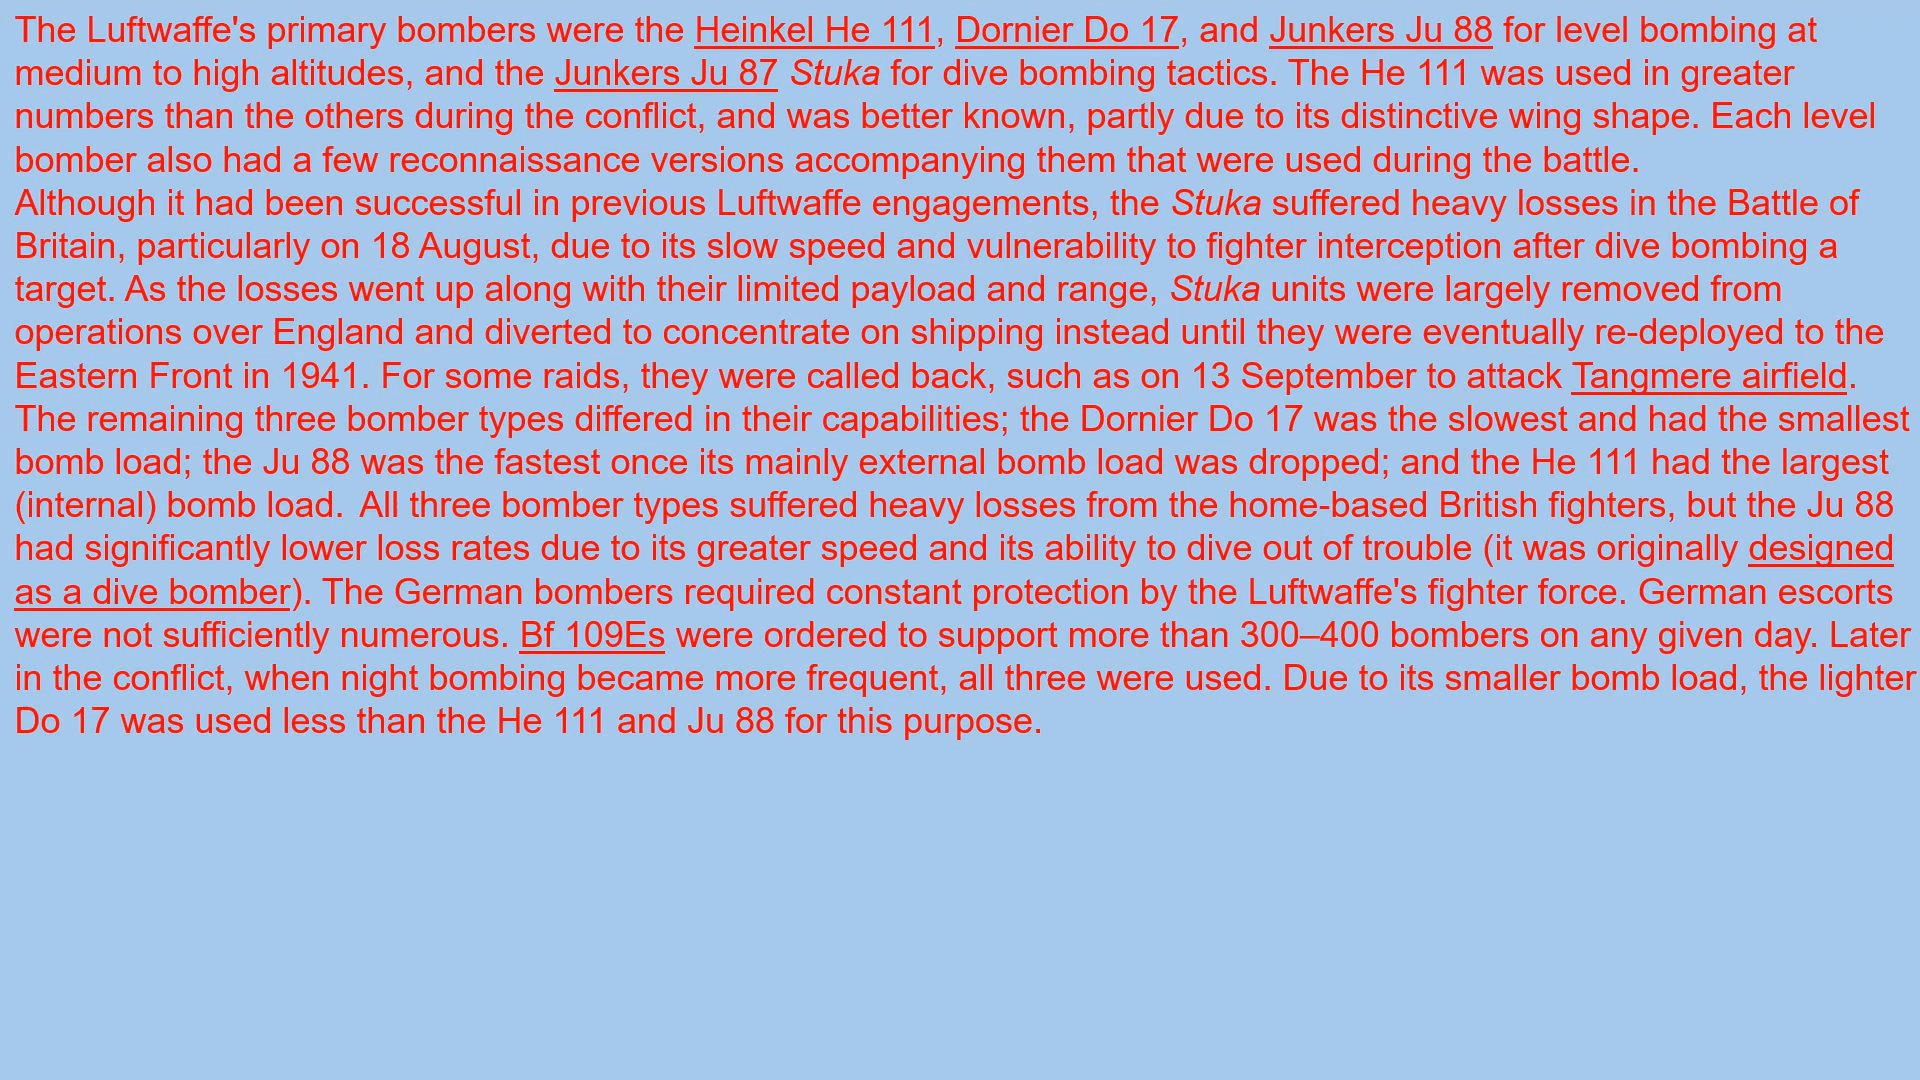 The Luftwaffe's primary bombers were the Heinkel He 111, Dornier Do 17, and Junkers Ju 88 for level bombing at
medium to high altitudes, and the Junkers Ju 87 Stuka for dive bombing tactics. The He 111 was used in greater
numbers than the others during the conflict, and was better known, partly due to its distinctive wing shape. Each level
bomber also had a few reconnaissance versions accompanying them that were used during the battle.
Although it had been successful in previous Luftwaffe engagements, the Stuka suffered heavy losses in the Battle of
Britain, particularly on 18 August, due to its slow speed and vulnerability to fighter interception after dive bombing a
target. As the losses went up along with their limited payload and range, Stuka units were largely removed from
operations over England and diverted to concentrate on shipping instead until they were eventually re-deployed to the
Eastern Front in 1941. For some raids, they were called back, such as on 13 September to attack Tangmere airfield.
The remaining three bomber types differed in their capabilities; the Dornier Do 17 was the slowest and had the smallest
bomb load; the Ju 88 was the fastest once its mainly external bomb load was dropped; and the He 111 had the largest
(internal) bomb load. All three bomber types suffered heavy losses from the home-based British fighters, but the Ju 88
had significantly lower loss rates due to its greater speed and its ability to dive out of trouble (it was originally designed
as a dive bomber). The German bombers required constant protection by the Luftwaffe's fighter force. German escorts
were not sufficiently numerous. Bf 109Es were ordered to support more than 300–400 bombers on any given day. Later
in the conflict, when night bombing became more frequent, all three were used. Due to its smaller bomb load, the lighter
Do 17 was used less than the He 111 and Ju 88 for this purpose.